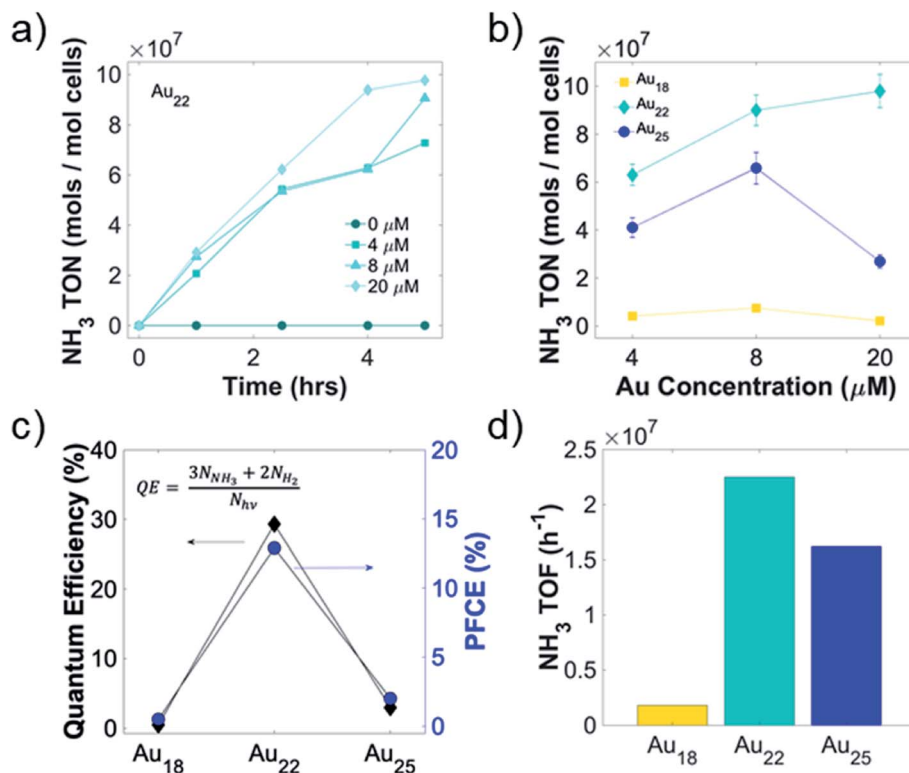 a)
×10⁷
NH₃ TON (mols / mol cells)
10
8
6
4
2
0
Au₂₂
0 μM
4 μM
8 μM
20 μM
0
2
4
Time (hrs)
b)
×10⁷
NH₃ TON (mols / mol cells)
10
8
6
4
2
0
Au₁₈
Au₂₂
Au₂₅
4
8
20
Au Concentration (μM)
c)
Quantum Efficiency (%)
40
30
20
10
0
QE = (3N_NH₃ + 2N_H₂) / N_hν
20
15
10
5
0
PFCE (%)
Au₁₈
Au₂₂
Au₂₅
d)
×10⁷
NH₃ TOF (h⁻¹)
2.5
2
1.5
1
0.5
0
Au₁₈
Au₂₂
Au₂₅